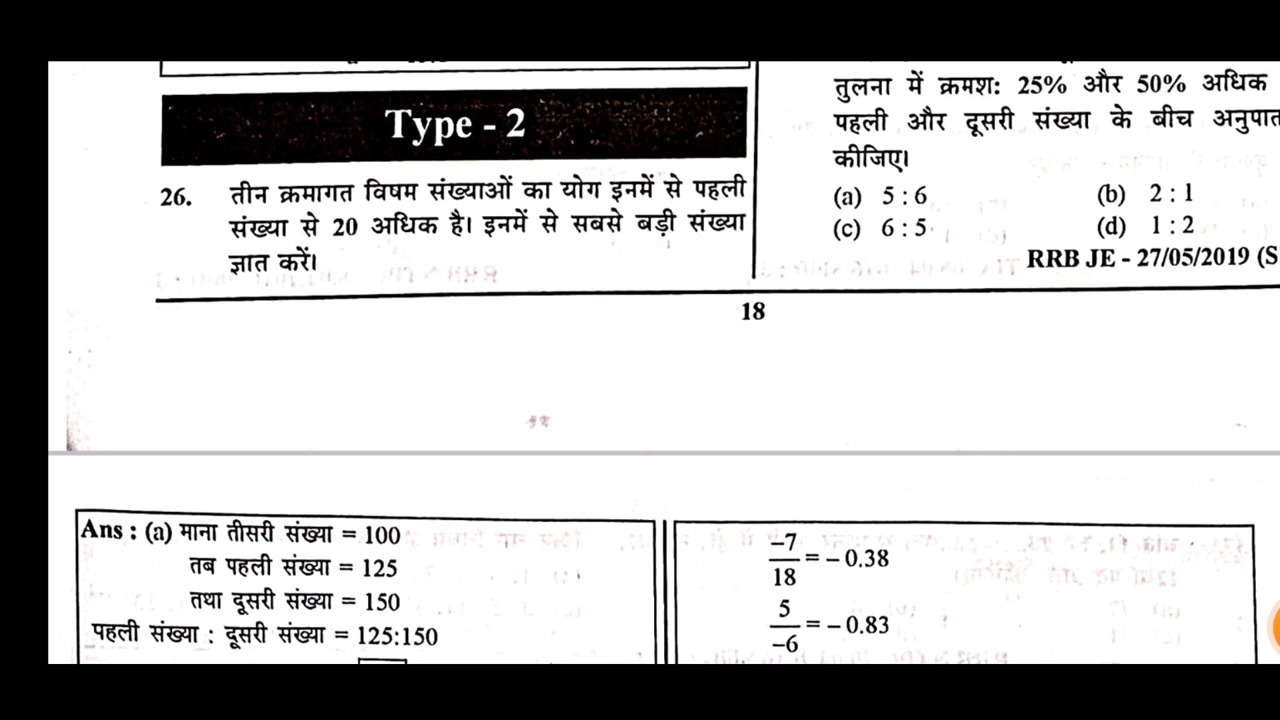 Type - 2
26. तीन क्रमागत विषम संख्याओं का योग इनमें से पहली
संख्या से 20 अधिक है। इनमें से सबसे बड़ी संख्या
ज्ञात करें।
तुलना में क्रमश: 25% और 50% अधिक
पहली और दूसरी संख्या के बीच अनुपात
कीजिए।
(a) 5 : 6 (b) 2 : 1
(c) 6 : 5 (d) 1 : 2
RRB JE - 27/05/2019 (S
18
Ans : (a) माना तीसरी संख्या = 100
तब पहली संख्या = 125
तथा दूसरी संख्या = 150
पहली संख्या : दूसरी संख्या = 125:150
-7/18 = - 0.38
5/-6 = - 0.83